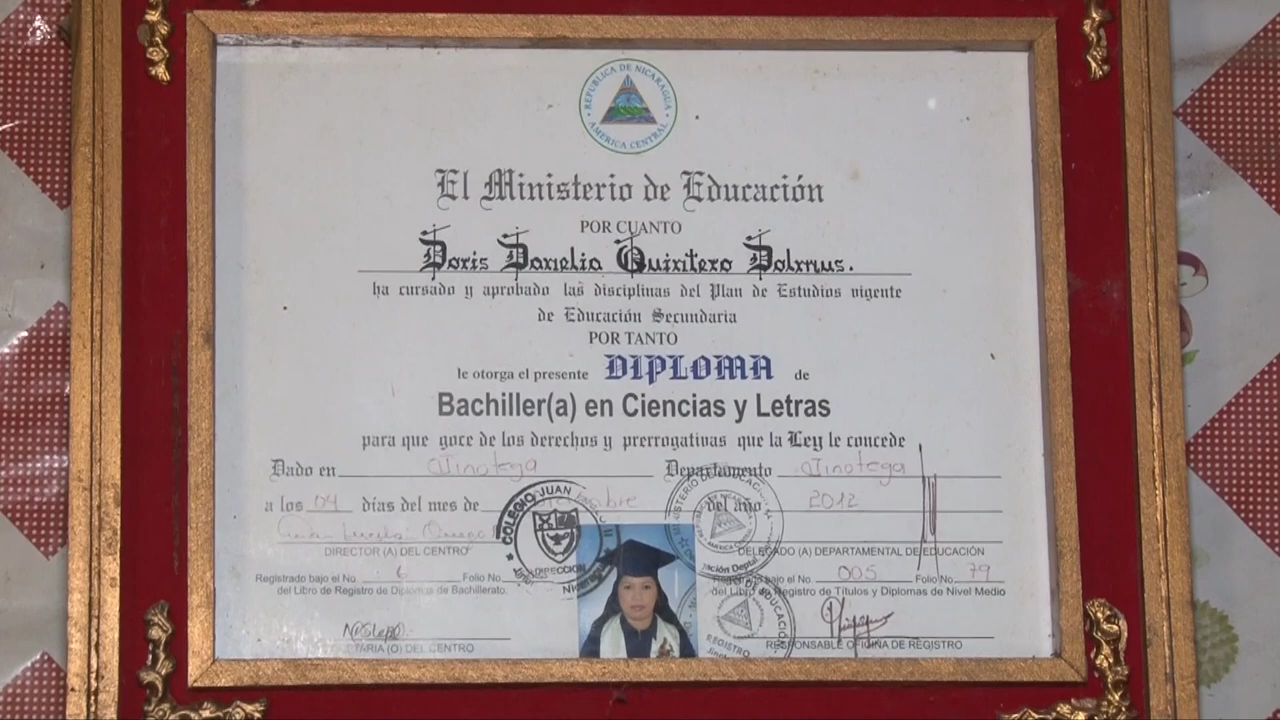 REPUBLICA DE NICARAGUA
AMERICA CENTRAL
El Ministerio de Educación
POR CUANTO
Doris Danelia Quintero Dolmus.
ha cursado y aprobado las disciplinas del Plan de Estudios vigente
de Educación Secundaria
POR TANTO
le otorga el presente DIPLOMA de
Bachiller(a) en Ciencias y Letras
para que goce de los derechos y prerrogativas que la Ley le concede
Dado en Jinotega Departamento Jinotega
a los 04 días del mes de del año 2012
COLEGIO JUAN
DIRECCION
DIRECTOR (A) DEL CENTRO
DELEGADO (A) DEPARTAMENTAL DE EDUCACIÓN
Registrado bajo el No. 6 Folio No.
bajo el No. 005 Folio No. 79
del Libro de Registro de Diplomas de Bachillerato.
del Libro de Registro de Títulos y Diplomas de Nivel Medio
REGISTRO
(O) DEL CENTRO
RESPONSABLE OFICINA DE REGISTRO